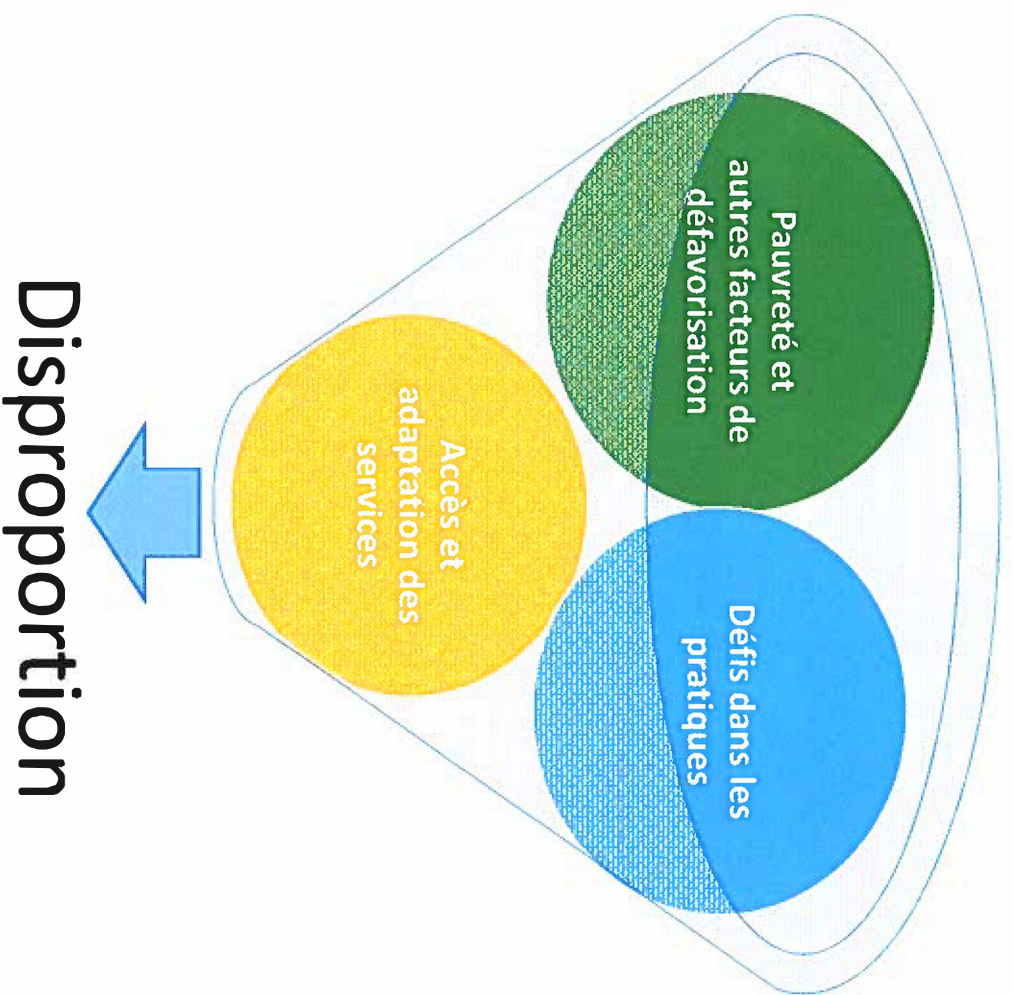 Pauvreté et
autres facteurs de
défavorisation
Défis dans les
pratiques
Accès et
adaptation des
services
Disproportion